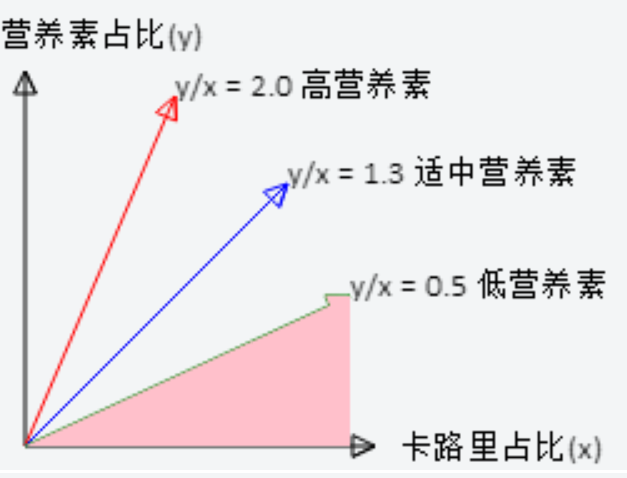 营养素占比(y)
y/x = 2.0 高营养素
y/x = 1.3 适中营养素
y/x = 0.5 低营养素
卡路里占比(x)